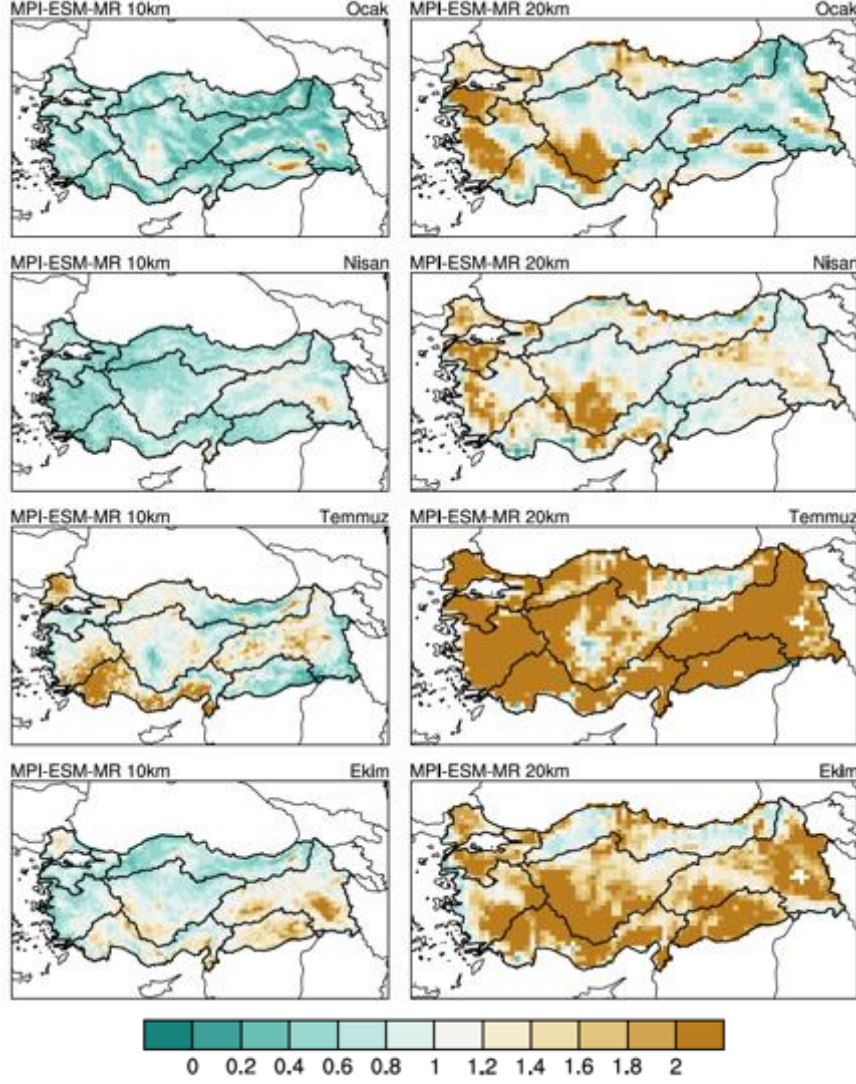 MPI-ESM-MR 10km Ocak MPI-ESM-MR 20km Ocak
MPI-ESM-MR 10km Nisan MPI-ESM-MR 20km Nisan
MPI-ESM-MR 10km Temmuz MPI-ESM-MR 20km Temmuz
MPI-ESM-MR 10km Ekim MPI-ESM-MR 20km Ekim
0 0.2 0.4 0.6 0.8 1 1.2 1.4 1.6 1.8 2